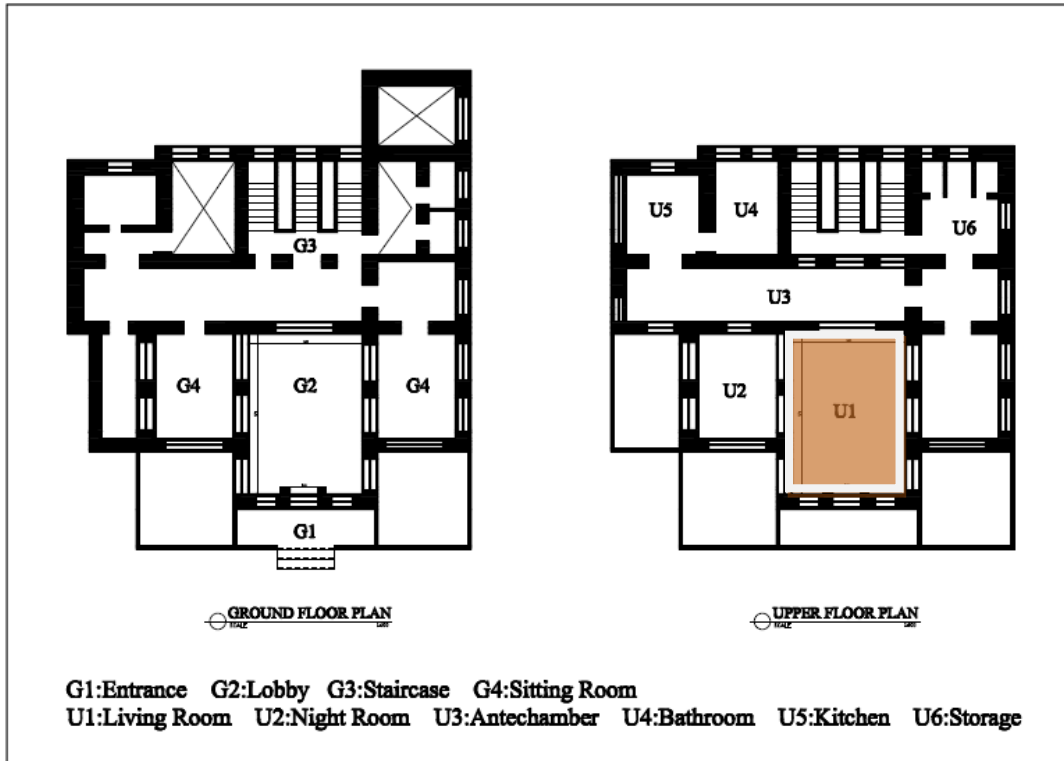 U5 U4
G3 U6
U3
G4 G2 G4 U2 U1
G1
GROUND FLOOR PLAN UPPER FLOOR PLAN
SCALE SCALE
G1:Entrance G2:Lobby G3:Staircase G4:Sitting Room
U1:Living Room U2:Night Room U3:Antechamber U4:Bathroom U5:Kitchen U6:Storage